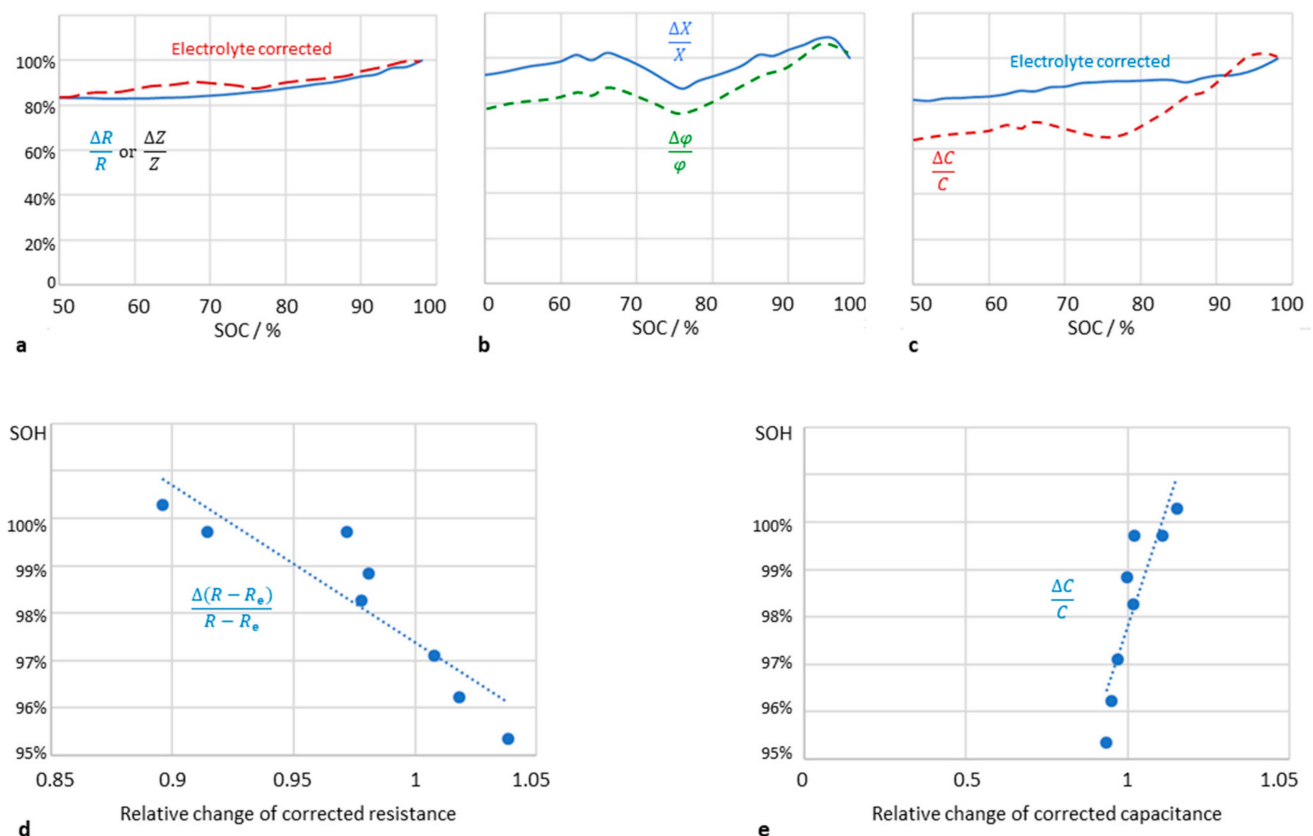 Electrolyte corrected
100%
80%
60%
40%
20%
0
ΔR/R or ΔZ/Z
50 60 70 80 90 100
SOC / %
a
ΔX/X
Δφ/φ
0 60 70 80 90 100
SOC / %
b
Electrolyte corrected
ΔC/C
50 60 70 80 90 100
SOC / %
c
SOH
100%
99%
98%
97%
96%
95%
Δ(R − Re)/R − Re
0.85 0.9 0.95 1 1.05
Relative change of corrected resistance
d
SOH
100%
99%
98%
97%
96%
95%
ΔC/C
0 0.5 1 1.05
Relative change of corrected capacitance
e